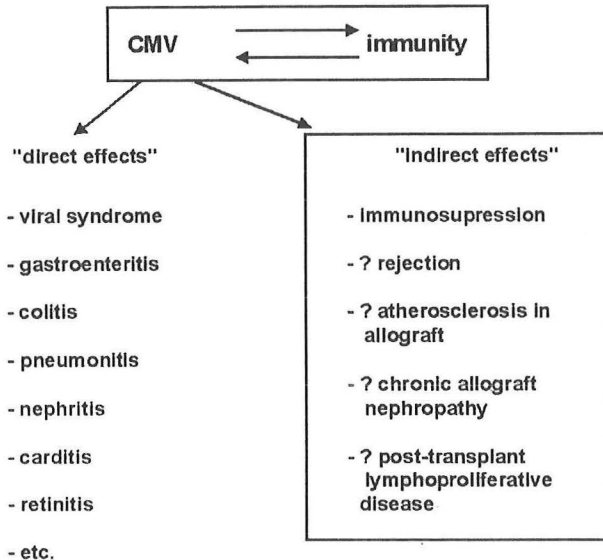 CMV immunity
"direct effects"
- viral syndrome
- gastroenteritis
- colitis
- pneumonitis
- nephritis
- carditis
- retinitis
- etc.
"indirect effects"
- immunosupression
- ? rejection
- ? atherosclerosis in
allograft
- ? chronic allograft
nephropathy
- ? post-transplant
lymphoproliferative
disease